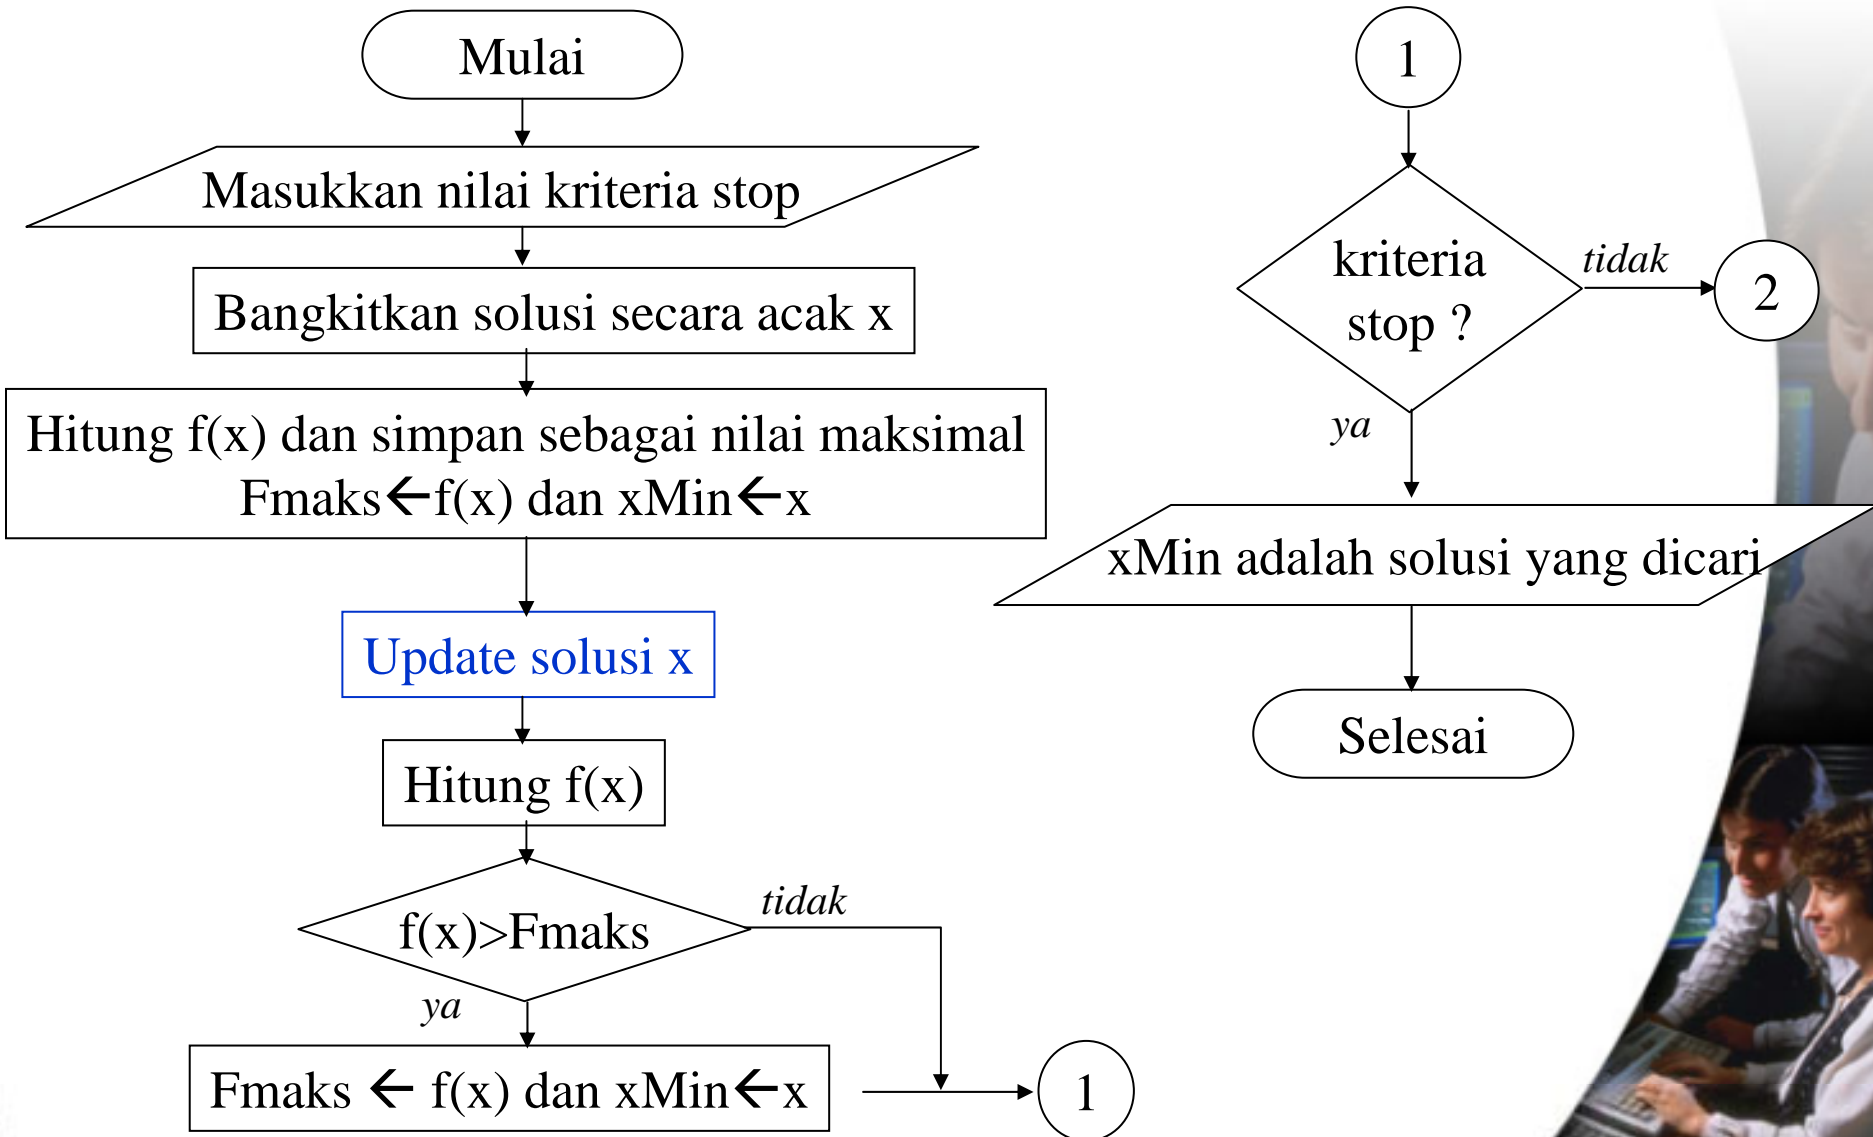 Mulai
Masukkan nilai kriteria stop
Bangkitkan solusi secara acak x
Hitung f(x) dan simpan sebagai nilai maksimal
Fmaks←f(x) dan xMin←x
Update solusi x
Hitung f(x)
f(x)>Fmaks
tidak
ya
Fmaks ← f(x) dan xMin←x
1
1
kriteria
stop ?
tidak
2
ya
xMin adalah solusi yang dicari
Selesai